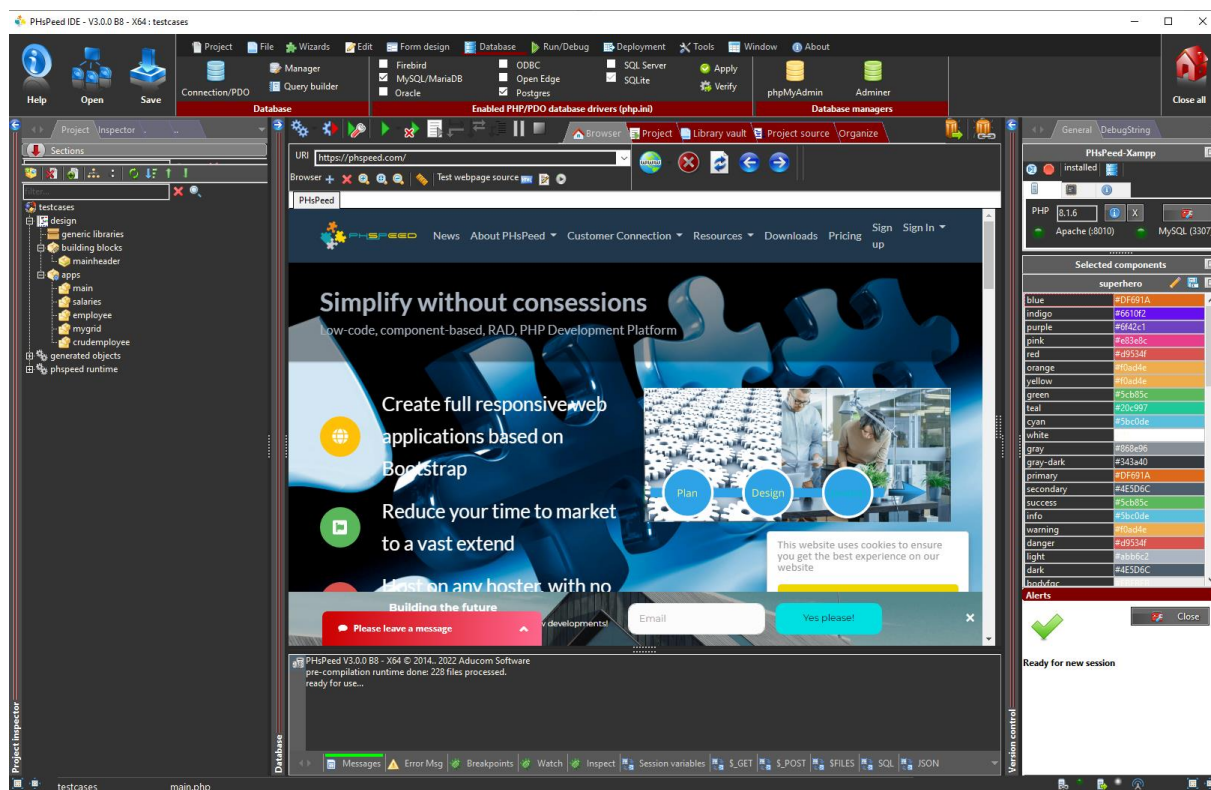 PHsPeed IDE - V3.0.0 B8 - X64 : testcases
Project File Wizards Edit Form design Database Run/Debug Deployment Tools Window About
Help Open Save
Connection/PDO
Manager
Query builder
Database
Firebird ODBC SQL Server
MySQL/MariaDB Open Edge SQLite
Oracle Postgres
Apply
Verify
Enabled PHP/PDO database drivers (php.ini)
phpMyAdmin Adminer
Database managers
Close all
Project Inspector . ..
Sections
Filter...
testcases
design
generic libraries
building blocks
mainheader
apps
main
salaries
employee
mygrid
crudemployee
generated objects
phspeed runtime
Project inspector
Database
Browser Project Library vault Project source Organize
URI https://phspeed.com/
Browser Test webpage source
PHsPeed
PHSPEED News About PHsPeed Customer Connection Resources Downloads Pricing Sign up Sign In
Simplify without consessions
Low-code, component-based, RAD, PHP Development Platform
Create full responsive web
applications based on
Bootstrap
Reduce your time to market
to a vast extend
Host on any hoster, with no
Plan Design
This website uses cookies to ensure
you get the best experience on our
website
Building the future
developments!
Email
Yes please!
Please leave a message
PHsPeed V3.0.0 B8 - X64 © 2014.. 2022 Aducom Software
pre-compilation runtime done: 228 files processed.
ready for use...
Messages Error Msg Breakpoints Watch Inspect Session variables $_GET $_POST $FILES SQL JSON
Version control
General DebugString
PHsPeed-Xampp
installed
PHP 8.1.6 X
Apache (:8010) MySQL (3307)
Selected components
superhero
blue #DF691A
indigo #6610f2
purple #6f42c1
pink #e83e8c
red #d9534f
orange #f0ad4e
yellow #f0ad4e
green #5cb85c
teal #20c997
cyan #5bc0de
white
gray #868e96
gray-dark #343a40
primary #DF691A
secondary #4E5D6C
success #5cb85c
info #5bc0de
warning #f0ad4e
danger #d9534f
light #abb6c2
dark #4E5D6C
Alerts
Close
Ready for new session
testcases main.php